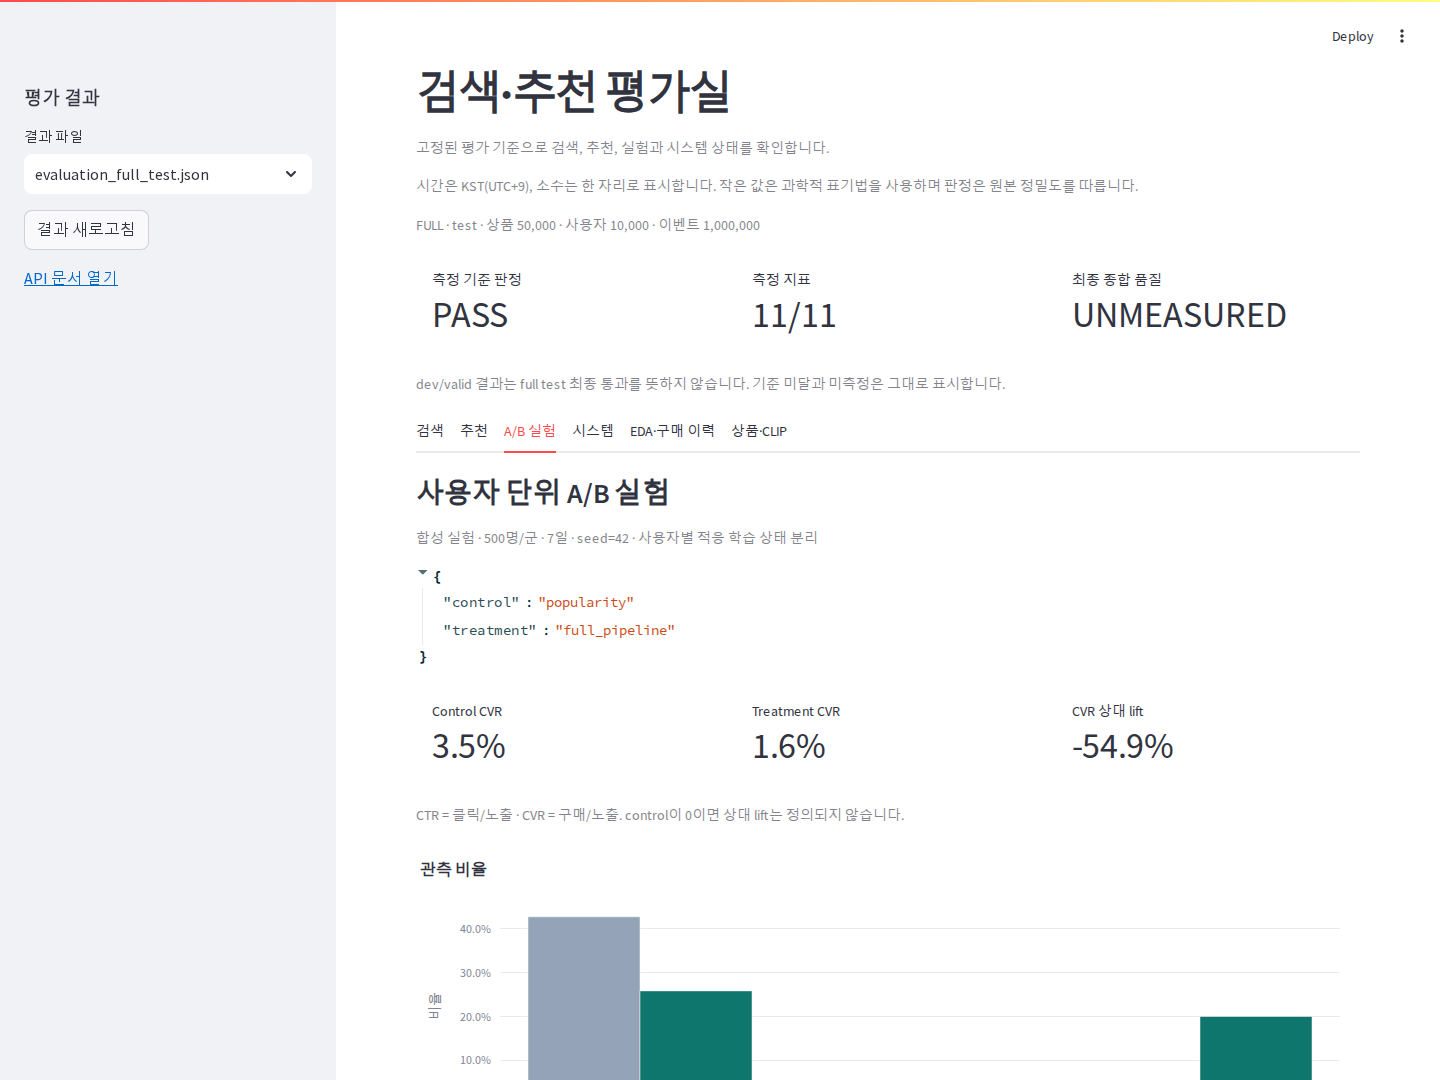 Deploy
평가 결과
결과 파일
evaluation_full_test.json
결과 새로고침
API 문서 열기
검색·추천 평가실
고정된 평가 기준으로 검색, 추천, 실험과 시스템 상태를 확인합니다.
시간은 KST(UTC+9), 소수는 한 자리로 표시합니다. 작은 값은 과학적 표기법을 사용하며 판정은 원본 정밀도를 따릅니다.
FULL · test · 상품 50,000 · 사용자 10,000 · 이벤트 1,000,000
측정 기준 판정
PASS
측정 지표
11/11
최종 종합 품질
UNMEASURED
dev/valid 결과는 full test 최종 통과를 뜻하지 않습니다. 기준 미달과 미측정은 그대로 표시합니다.
검색 추천 A/B 실험 시스템 EDA·구매 이력 상품·CLIP
사용자 단위 A/B 실험
합성 실험 · 500명/군 · 7일 · seed=42 · 사용자별 적응 학습 상태 분리
{
"control" : "popularity"
"treatment" : "full_pipeline"
}
Control CVR
3.5%
Treatment CVR
1.6%
CVR 상대 lift
-54.9%
CTR = 클릭/노출 · CVR = 구매/노출. control이 0이면 상대 lift는 정의되지 않습니다.
관측 비율
40.0%
30.0%
20.0%
10.0%
비율